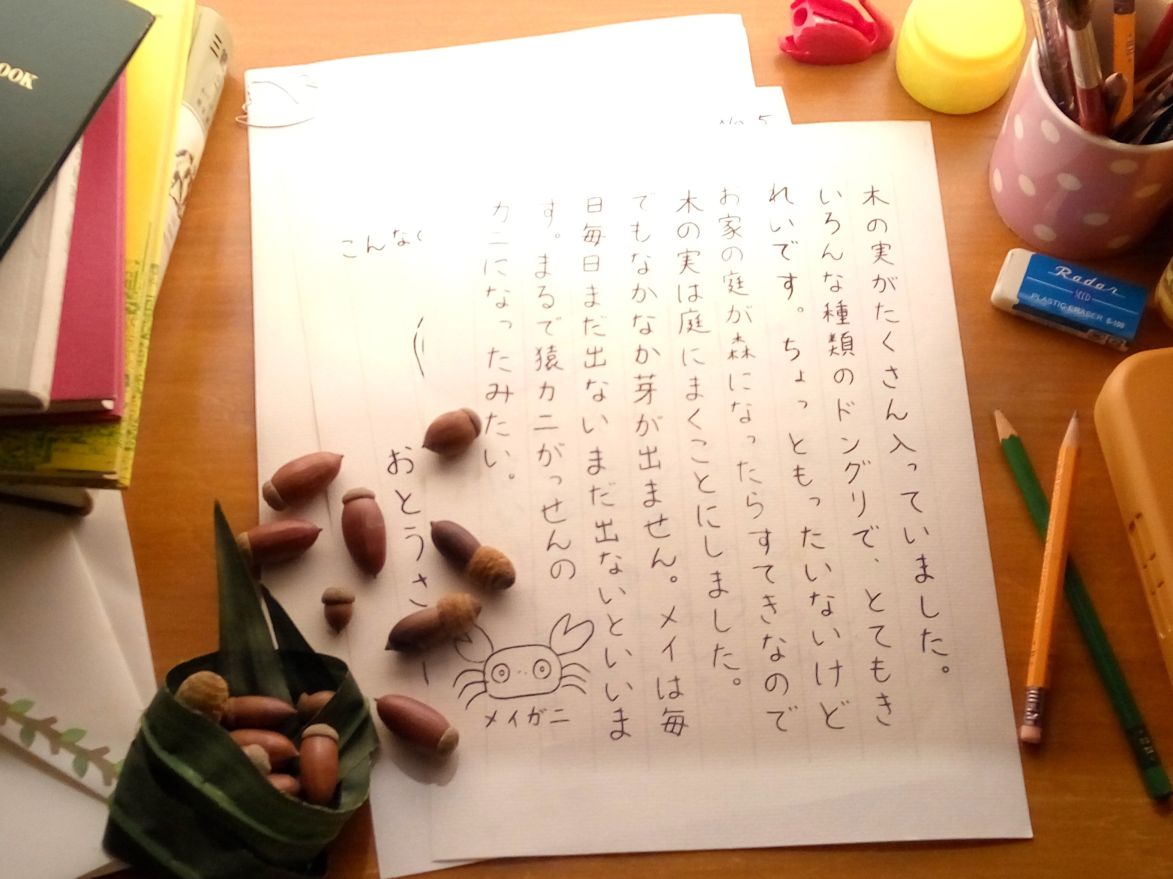 木の実がたくさん入っていました。
いろんな種類のドングリで、とてもき
れいです。ちょっともったいないけど
お家の庭が森になったらすてきなので
木の実は庭にまくことにしました。
でもなかなか芽が出ません。メイは毎
日毎日まだ出ないまだ出ないといいま
す。まるで猿カニがっせんの
カニになったみたい。
メイガニ
こんな
おとうさ
No 5
OOK
Radar
SEED
PLASTIC ERASER S-100